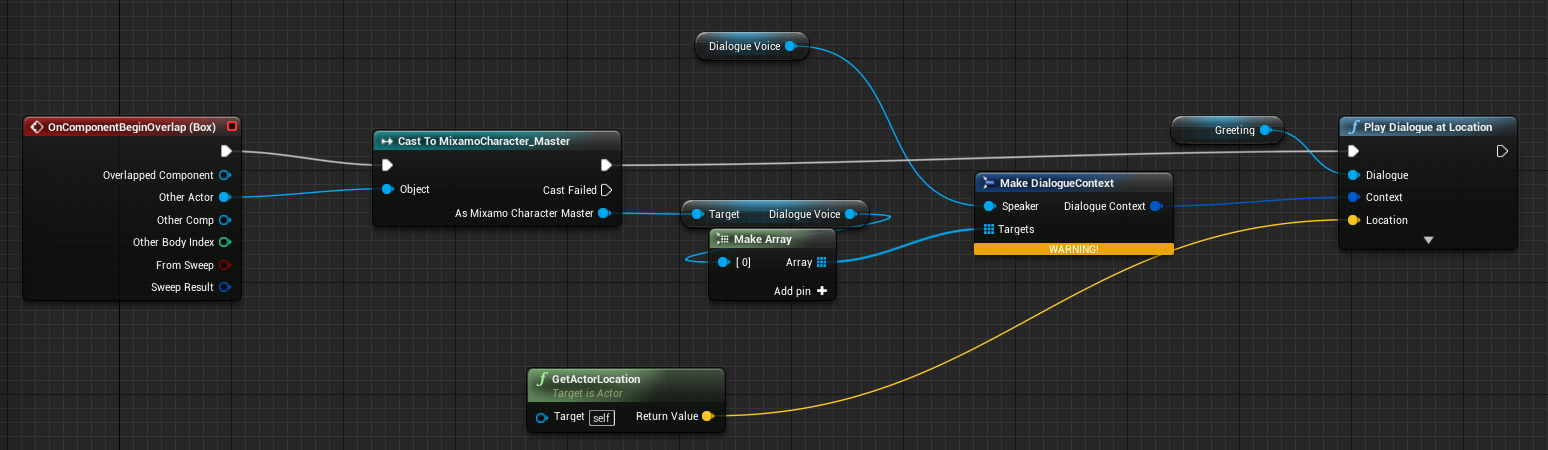 Dialogue Voice
OnComponentBeginOverlap (Box)
Overlapped Component
Other Actor
Other Comp
Other Body Index
From Sweep
Sweep Result
Cast To MixamoCharacter_Master
Object
Cast Failed
As Mixamo Character Master
Target Dialogue Voice
Make Array
[ 0] Array
Add pin
Make DialogueContext
Speaker Dialogue Context
Targets
WARNING!
Greeting
Play Dialogue at Location
Dialogue
Context
Location
GetActorLocation
Target is Actor
Target self Return Value